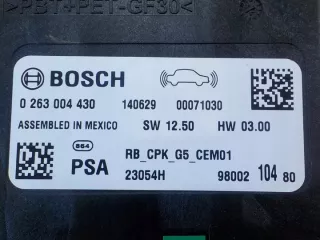 >PBT+PET-GF30<
BOSCH
0 263 004 430 140629 00071030
ASSEMBLED IN MEXICO SW 12.50 HW 03.00
864
PSA RB_CPK_G5_CEM01
23054H 98002 104 80